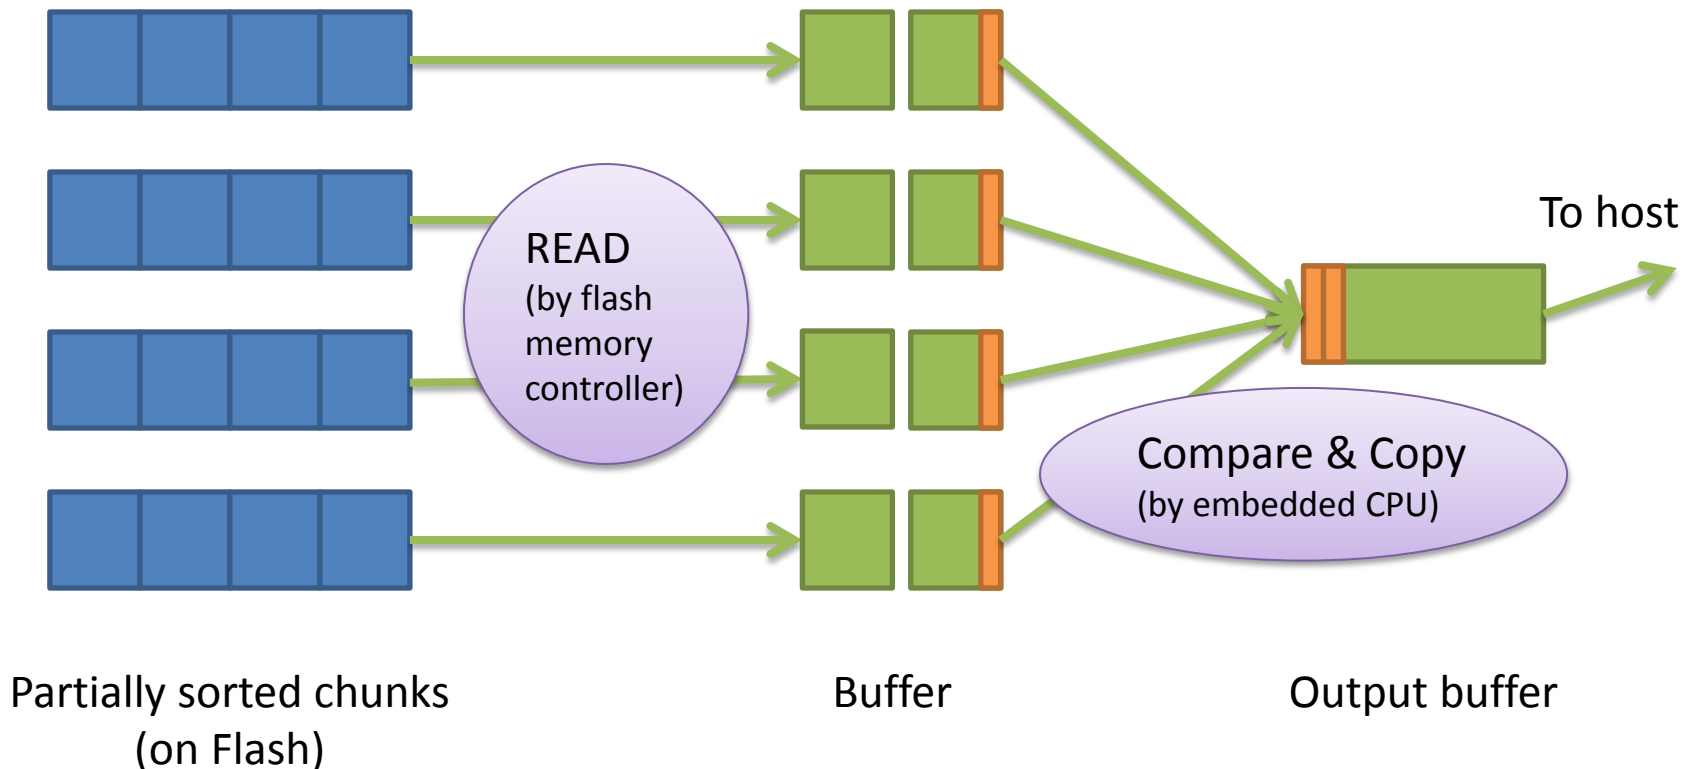 To host
READ
(by flash
memory
controller)
Compare & Copy
(by embedded CPU)
Partially sorted chunks
(on Flash)
Buffer
Output buffer